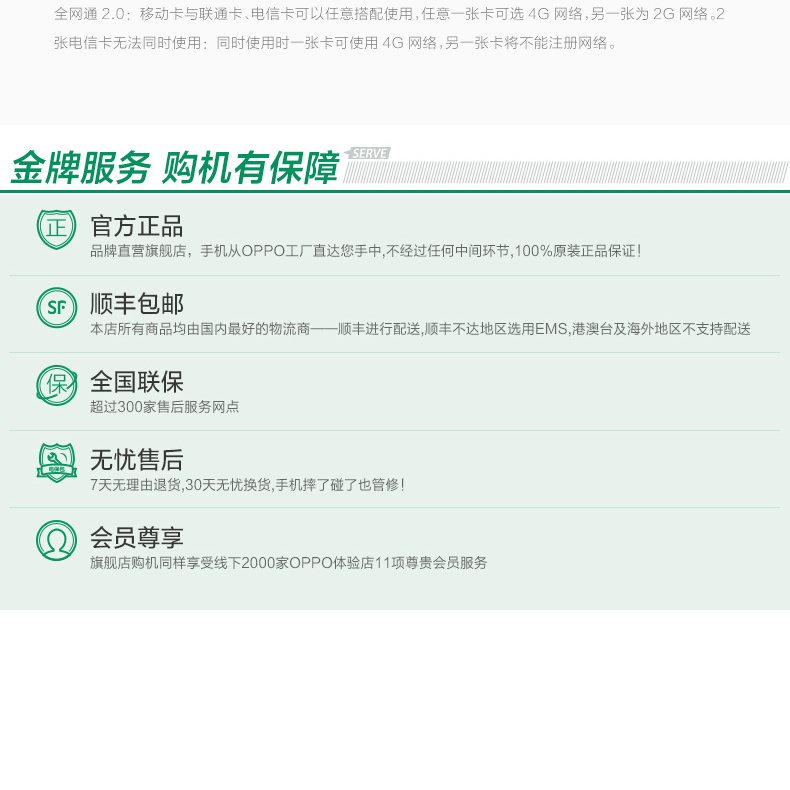 全网通 2.0：移动卡与联通卡、电信卡可以任意搭配使用，任意一张卡可选 4G 网络，另一张为 2G 网络。2
张电信卡无法同时使用：同时使用时一张卡可使用 4G 网络，另一张卡将不能注册网络。
金牌服务 购机有保障 SERVE
正
官方正品
品牌直营旗舰店，手机从OPPO工厂直达您手中,不经过任何中间环节,100%原装正品保证！
SF
顺丰包邮
本店所有商品均由国内最好的物流商——顺丰进行配送,顺丰不达地区选用EMS,港澳台及海外地区不支持配送
保
全国联保
超过300家售后服务网点
电保包
无忧售后
7天无理由退货,30天无忧换货,手机摔了碰了也管修！
会员尊享
旗舰店购机同样享受线下2000家OPPO体验店11项尊贵会员服务